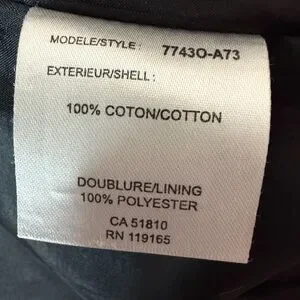 MODELE/STYLE: 7743O-A73
EXTERIEUR/SHELL:
100% COTON/COTTON
DOUBLURE/LINING
100% POLYESTER
CA 51810
RN 119165